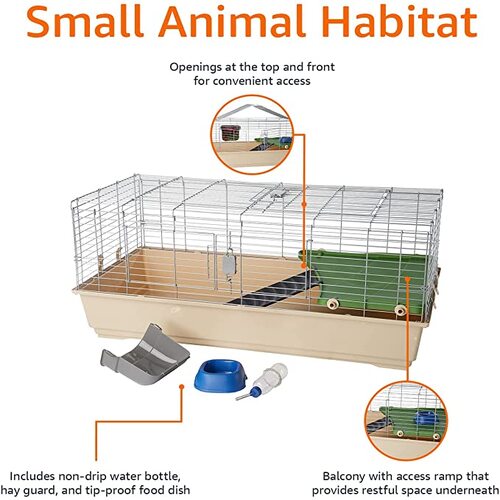 Small Animal Habitat
Openings at the top and front
for convenient access
Includes non-drip water bottle,
hay guard, and tip-proof food dish
Balcony with access ramp that
provides restful space underneath